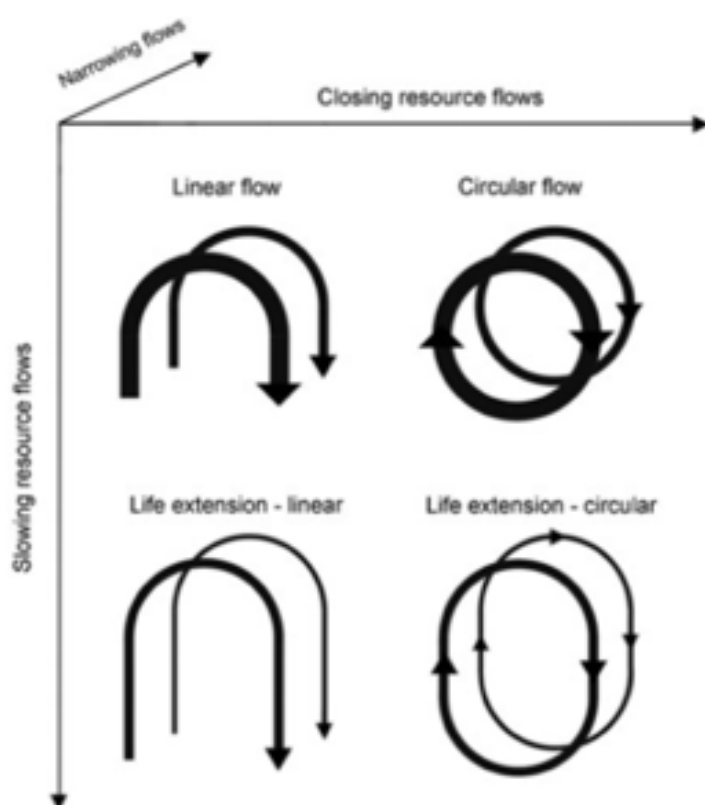 Narrowing flows
Closing resource flows
Linear flow
Circular flow
Slowing resource flows
Life extension - linear
Life extension - circular